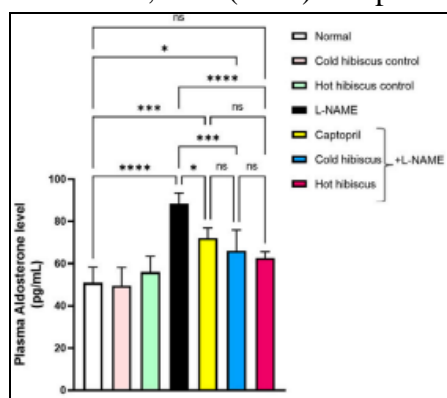 ns
Normal
*
Cold hibiscus control
****
Hot hibiscus control
***
ns
L-NAME
***
Captopril
****
*
ns
ns
Cold hibiscus
+L-NAME
Hot hibiscus
Plasma Aldosterone level
(pg/mL)
100
80
60
40
20
0